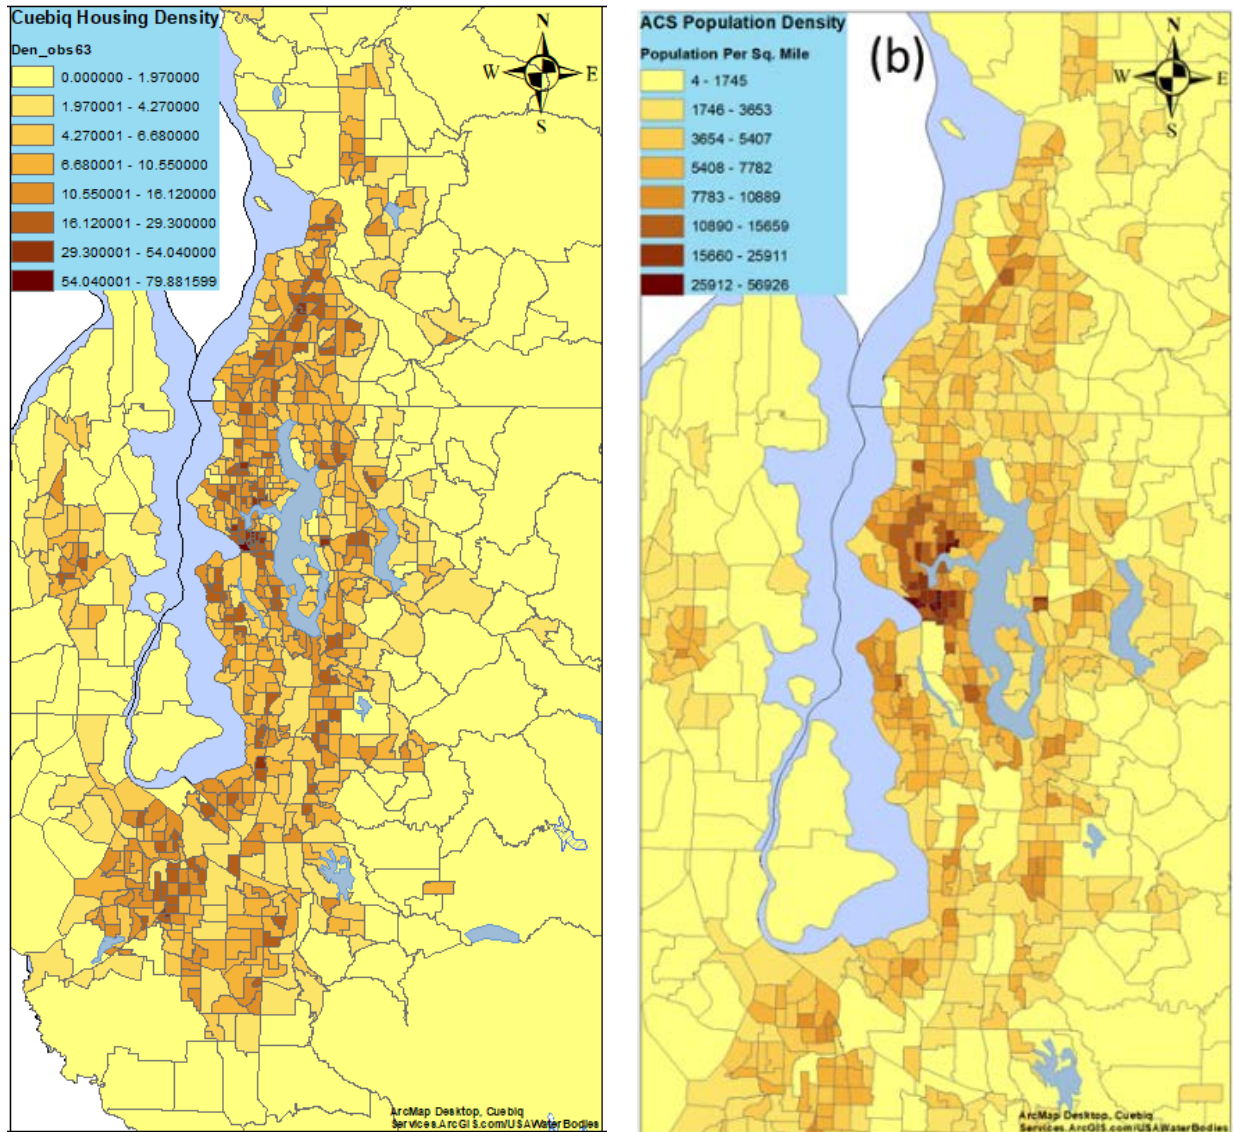 Cuebiq Housing Density
Den_obs63
0.000000 - 1.970000
1.970001 - 4.270000
4.270001 - 6.680000
6.680001 - 10.550000
10.550001 - 16.120000
16.120001 - 29.300000
29.300001 - 54.040000
54.040001 - 79.881599
N
W
E
S
ArcMap Desktop, Cuebiq
Services.ArcGIS.com/USAWaterBodies
ACS Population Density
Population Per Sq. Mile
4 - 1745
1746 - 3653
3654 - 5407
5408 - 7782
7783 - 10889
10890 - 15659
15660 - 25911
25912 - 56926
(b)
N
W
E
S
ArcMap Desktop, Cuebiq
Services.ArcGIS.com/USAWaterBodies